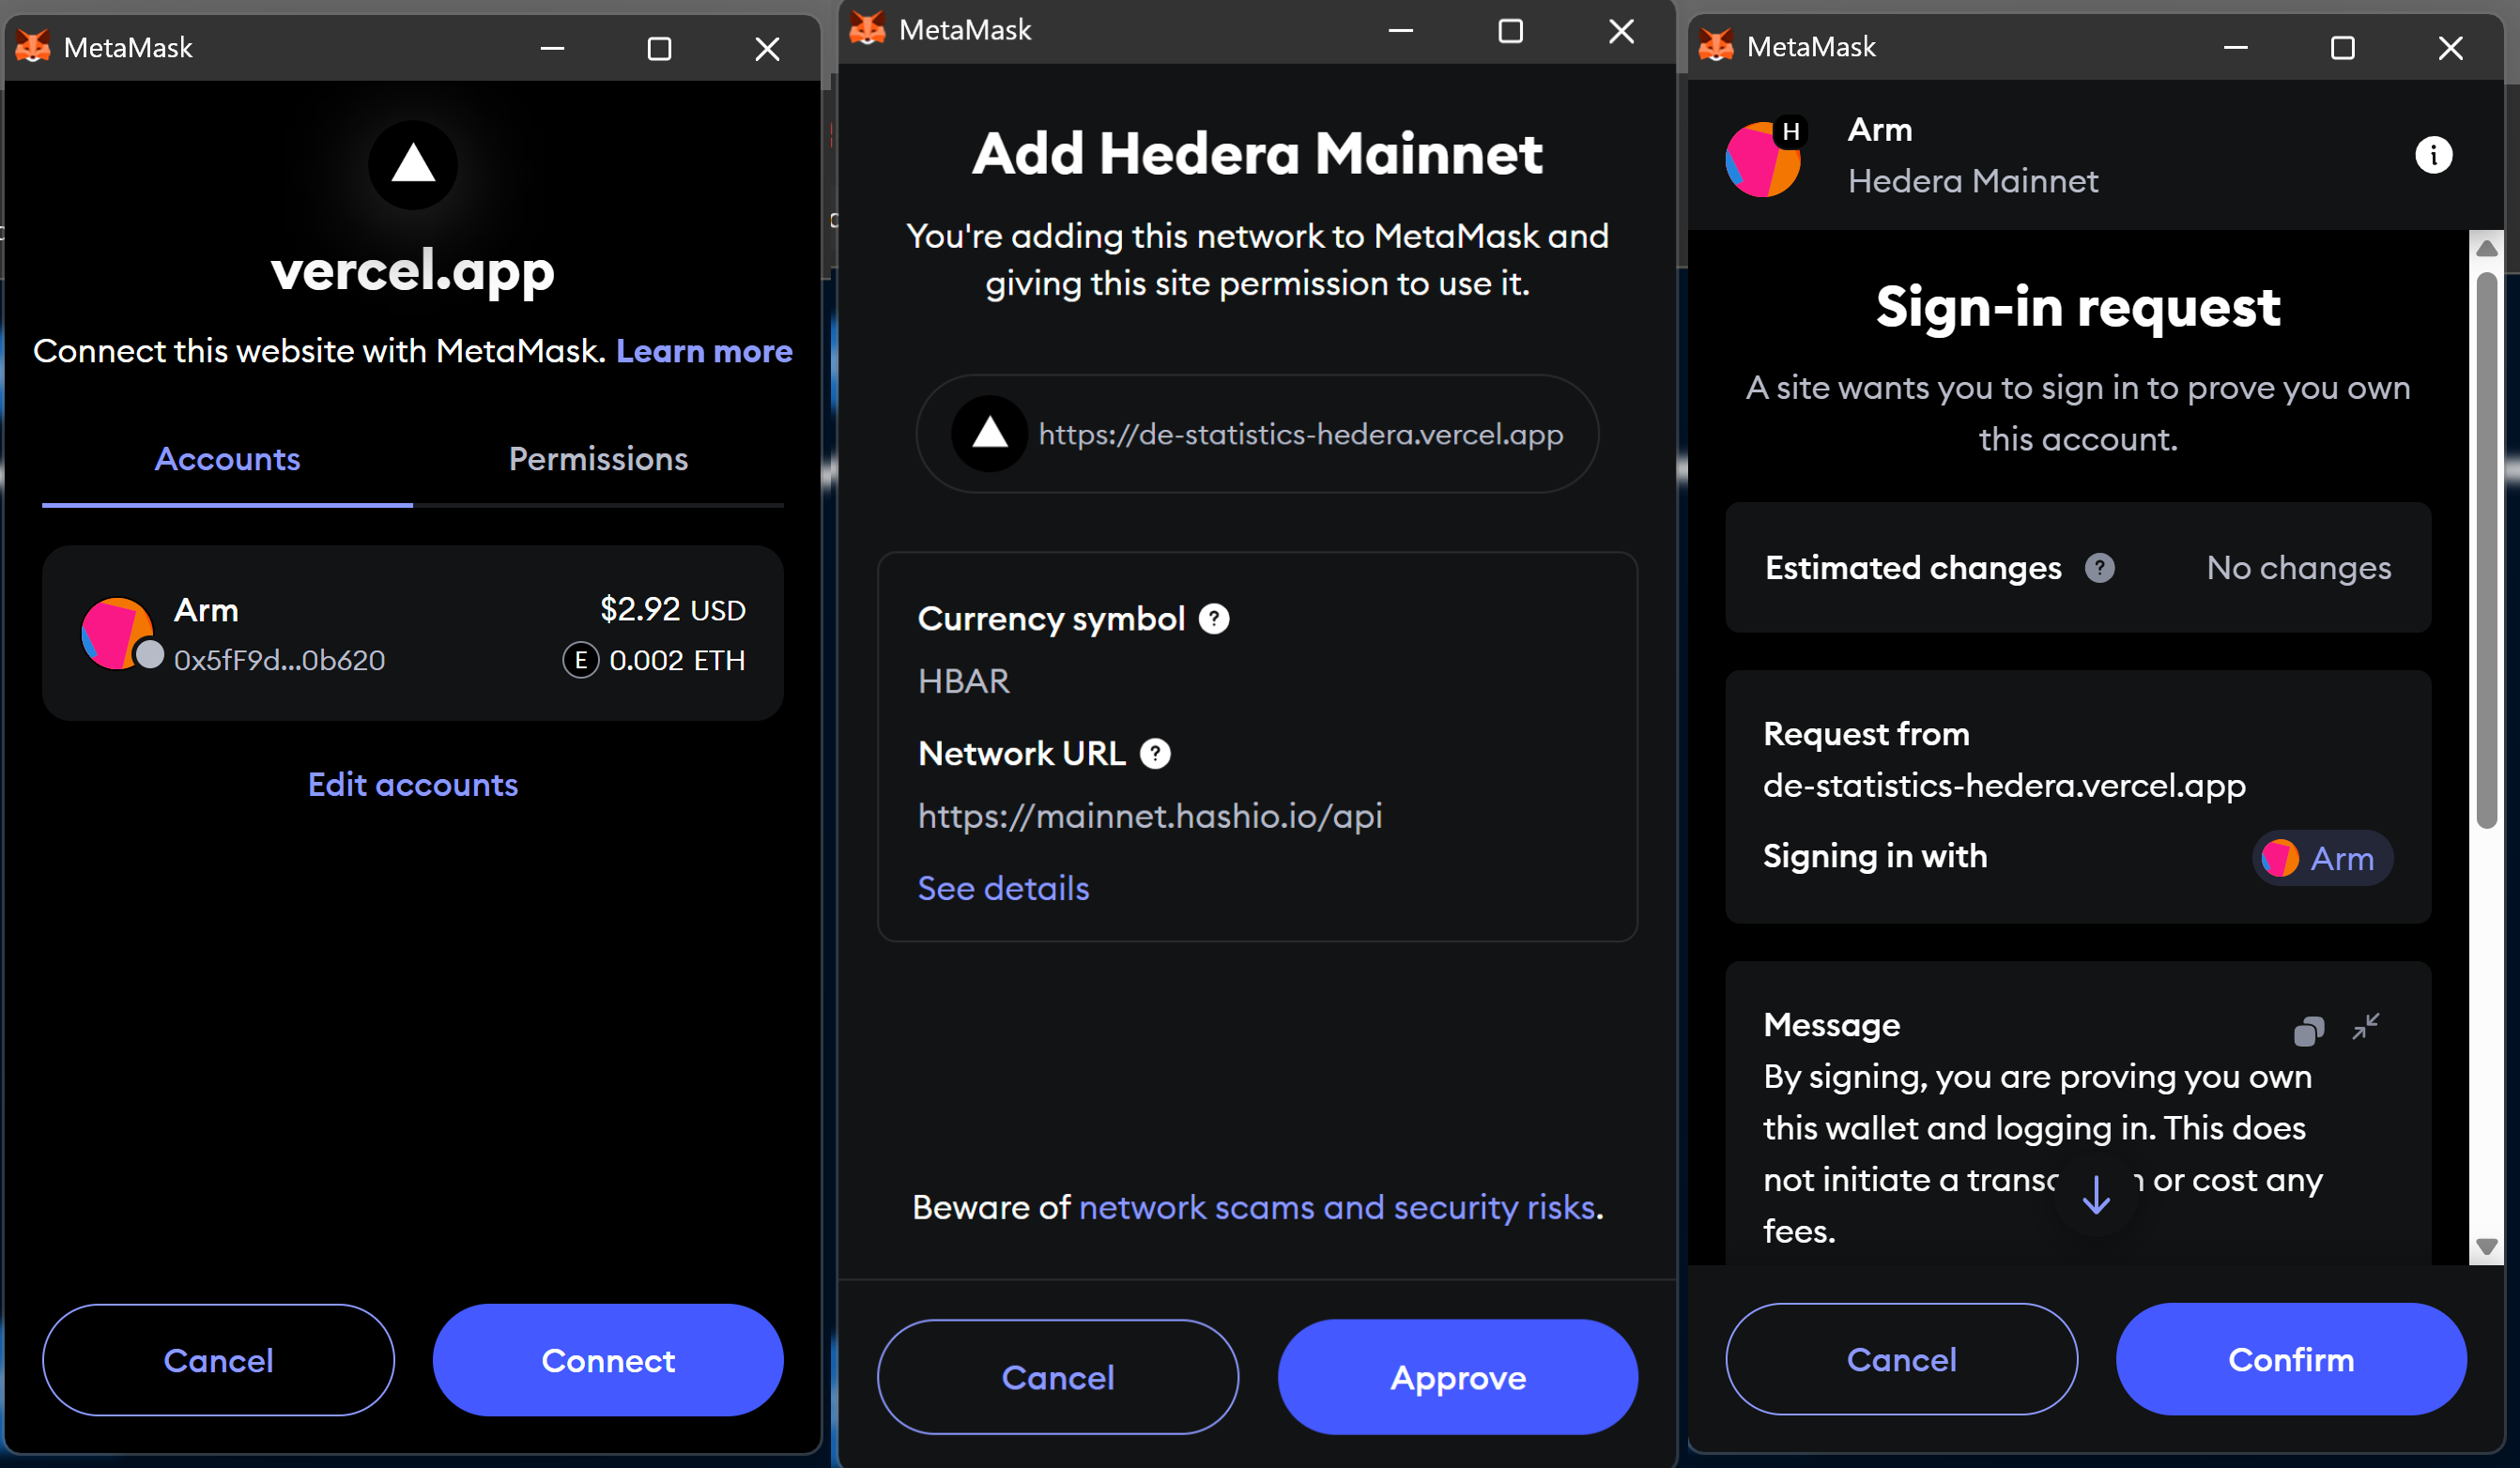 MetaMask
vercel.app
Connect this website with MetaMask. Learn more
Accounts
Permissions
Arm
$2.92 USD
0x5fF9d...0b620
E
0.002 ETH
Edit accounts
Cancel
Connect
MetaMask
Add Hedera Mainnet
You're adding this network to MetaMask and
giving this site permission to use it.
https://de-statistics-hedera.vercel.app
Currency symbol ?
HBAR
Network URL ?
https://mainnet.hashio.io/api
See details
Beware of network scams and security risks.
Cancel
Approve
MetaMask
H
Arm
Hedera Mainnet
i
Sign-in request
A site wants you to sign in to prove you own
this account.
Estimated changes ?
No changes
Request from
de-statistics-hedera.vercel.app
Signing in with
Arm
Message
By signing, you are proving you own
this wallet and logging in. This does
not initiate a or cost any
fees.
Cancel
Confirm